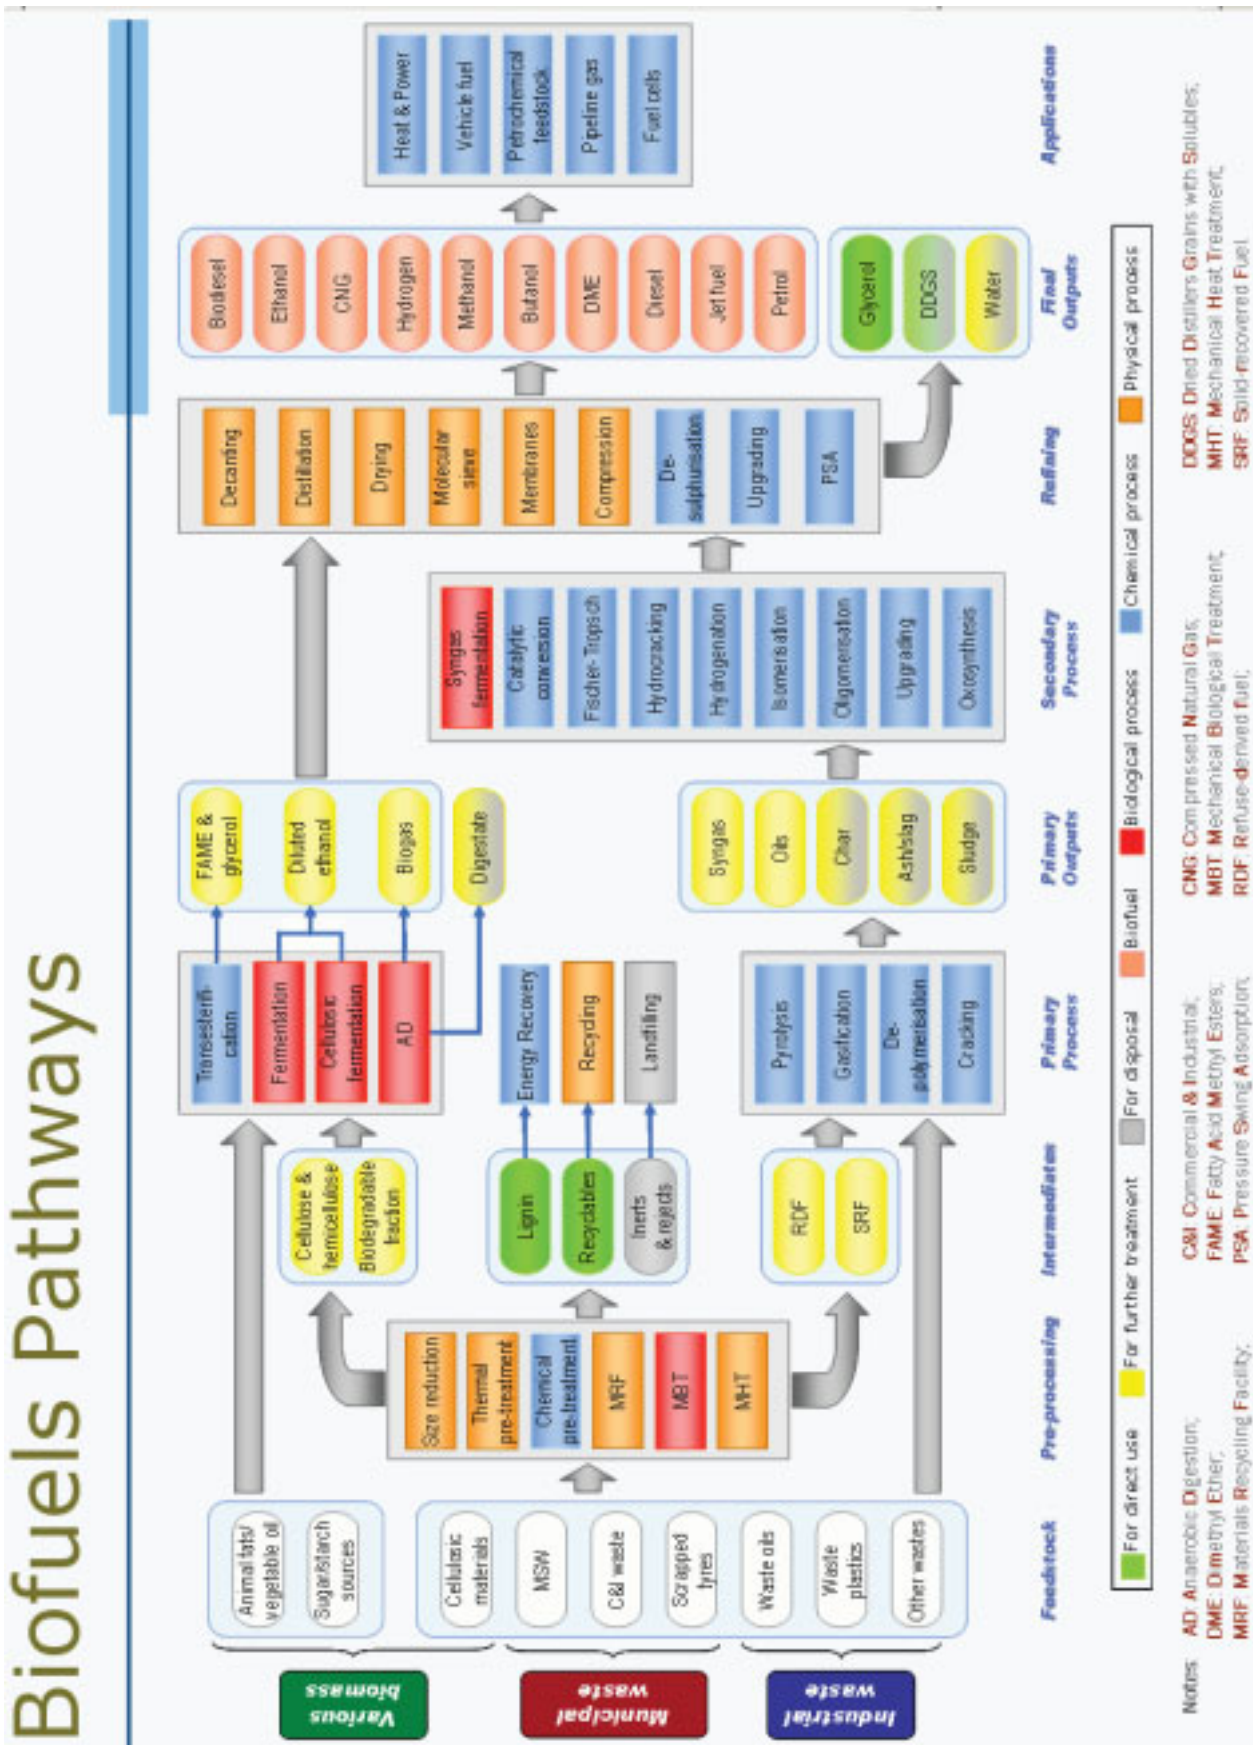 Biofuels Pathways
Various
biomass
Municipal
waste
Industrial
waste
Animal fats/
vegetable oil
Sugar/starch
sources
Cellulosic
materials
MSW
C&I waste
Scrapped
tyres
Waste oils
Waste
plastics
Other wastes
Feedstock
Size reduction
Thermal
pre-treatment
Chemical
pre-treatment
MRF
MBT
MHT
Pre-processing
Cellulose &
hemicellulose
Biodegradable
fraction
Lignin
Recyclables
Inerts
& rejects
RDF
SRF
Intermediates
Transesterifi-
cation
Fermentation
Cellulosic
fermentation
AD
Energy Recovery
Recycling
Landfilling
Pyrolysis
Gasification
De-
polymerisation
Cracking
Primary
Process
FAME &
glycerol
Diluted
ethanol
Biogas
Digestate
Syngas
Oils
Char
Ash/slag
Sludge
Primary
Outputs
Syngas
fermentation
Catalytic
conversion
Fischer-Tropsch
Hydrocracking
Hydrogenation
Isomerisation
Oligomerisation
Upgrading
Oxosynthesis
Secondary
Process
Decanting
Distillation
Drying
Molecular
sieve
Membranes
Compression
De-
sulphurisation
Upgrading
PSA
Refining
Biodiesel
Ethanol
CNG
Hydrogen
Methanol
Butanol
DME
Diesel
Jet fuel
Petrol
Glycerol
DDGS
Water
Final
Outputs
Heat & Power
Vehicle fuel
Petrochemical
feedstock
Pipeline gas
Fuel cells
Applications
For direct use
For further treatment
For disposal
Biofuel
Biological process
Chemical process
Physical process
Notes
AD: Anaerobic Digestion;
C&I: Commercial & Industrial;
CNG: Compressed Natural Gas;
DDGS: Dried Distillers Grains with Solubles;
DME: Dimethyl Ether;
FAME: Fatty Acid Methyl Esters;
MBT: Mechanical Biological Treatment;
MHT: Mechanical Heat Treatment;
MRF: Materials Recycling Facility;
PSA: Pressure Swing Adsorption;
RDF: Refuse-derived fuel;
SRF: Solid-recovered Fuel.